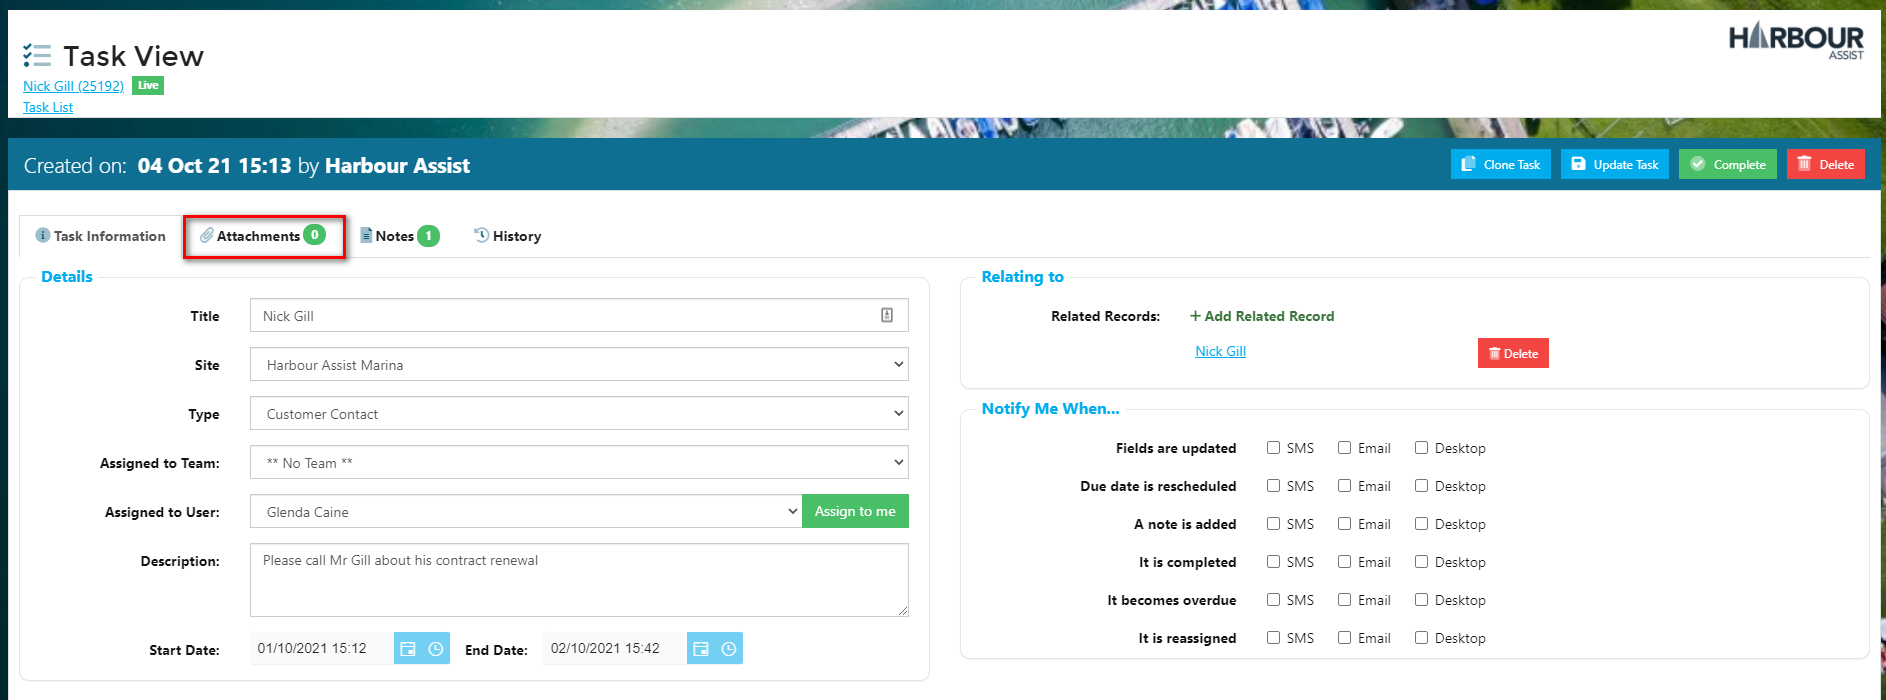 Task View
HARBOUR
ASSIST
Nick Gill (25192) Live
Task List
Created on: 04 Oct 21 15:13 by Harbour Assist
Clone Task Update Task Complete Delete
Task Information Attachments 0 Notes 1 History
Details
Title Nick Gill
Site Harbour Assist Marina
Type Customer Contact
Assigned to Team: ** No Team **
Assigned to User: Glenda Caine Assign to me
Description: Please call Mr Gill about his contract renewal
Start Date: 01/10/2021 15:12 End Date: 02/10/2021 15:42
Relating to
Related Records: + Add Related Record
Nick Gill Delete
Notify Me When...
Fields are updated SMS Email Desktop
Due date is rescheduled SMS Email Desktop
A note is added SMS Email Desktop
It is completed SMS Email Desktop
It becomes overdue SMS Email Desktop
It is reassigned SMS Email Desktop